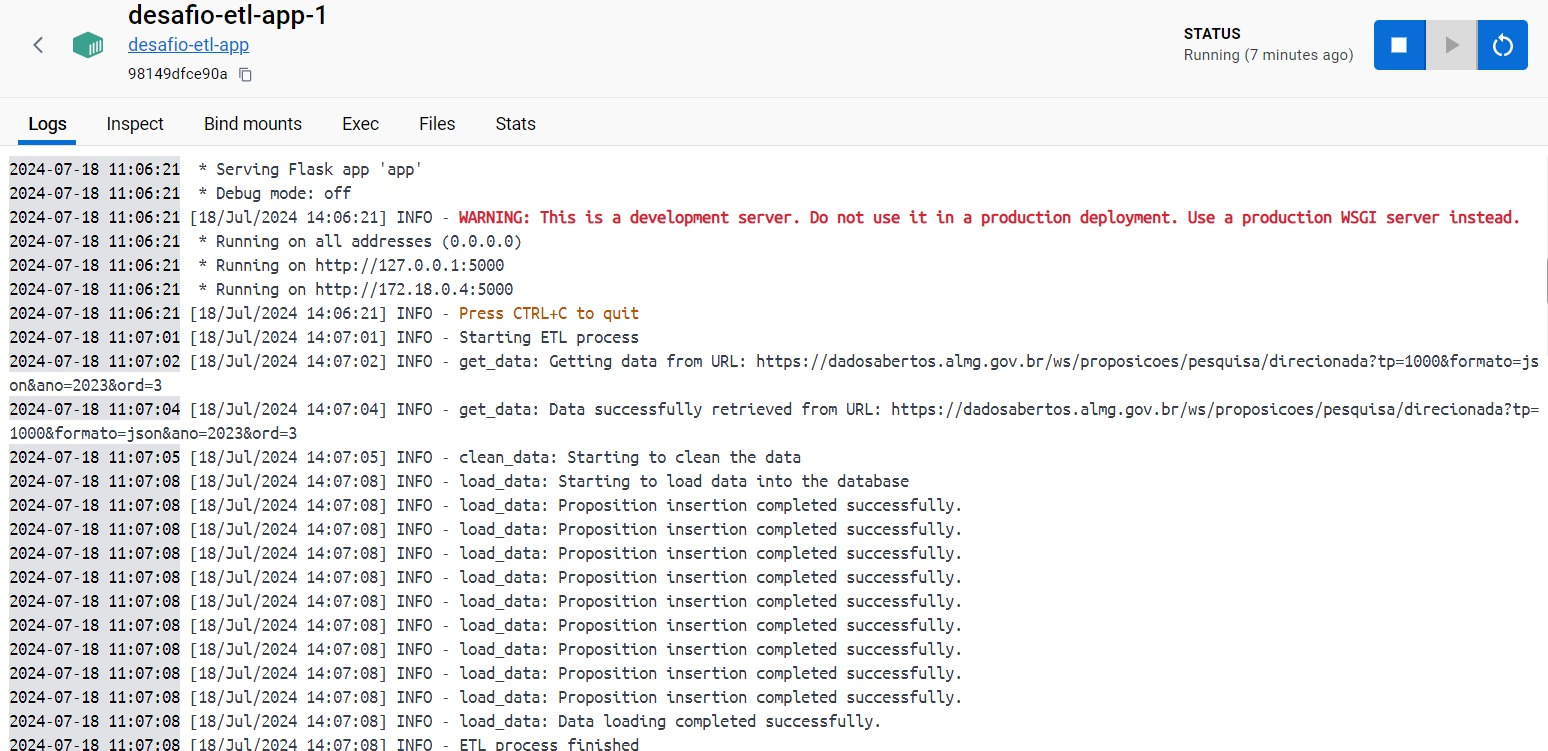 desafio-etl-app-1
desafio-etl-app
98149dfce90a
STATUS
Running (7 minutes ago)
Logs Inspect Bind mounts Exec Files Stats
2024-07-18 11:06:21 * Serving Flask app 'app'
2024-07-18 11:06:21 * Debug mode: off
2024-07-18 11:06:21 [18/Jul/2024 14:06:21] INFO - WARNING: This is a development server. Do not use it in a production deployment. Use a production WSGI server instead.
2024-07-18 11:06:21 * Running on all addresses (0.0.0.0)
2024-07-18 11:06:21 * Running on http://127.0.0.1:5000
2024-07-18 11:06:21 * Running on http://172.18.0.4:5000
2024-07-18 11:06:21 [18/Jul/2024 14:06:21] INFO - Press CTRL+C to quit
2024-07-18 11:07:01 [18/Jul/2024 14:07:01] INFO - Starting ETL process
2024-07-18 11:07:02 [18/Jul/2024 14:07:02] INFO - get_data: Getting data from URL: https://dadosabertos.almg.gov.br/ws/proposicoes/pesquisa/direcionada?tp=1000&formato=js
on&ano=2023&ord=3
2024-07-18 11:07:04 [18/Jul/2024 14:07:04] INFO - get_data: Data successfully retrieved from URL: https://dadosabertos.almg.gov.br/ws/proposicoes/pesquisa/direcionada?tp=
1000&formato=json&ano=2023&ord=3
2024-07-18 11:07:05 [18/Jul/2024 14:07:05] INFO - clean_data: Starting to clean the data
2024-07-18 11:07:08 [18/Jul/2024 14:07:08] INFO - load_data: Starting to load data into the database
2024-07-18 11:07:08 [18/Jul/2024 14:07:08] INFO - load_data: Proposition insertion completed successfully.
2024-07-18 11:07:08 [18/Jul/2024 14:07:08] INFO - load_data: Proposition insertion completed successfully.
2024-07-18 11:07:08 [18/Jul/2024 14:07:08] INFO - load_data: Proposition insertion completed successfully.
2024-07-18 11:07:08 [18/Jul/2024 14:07:08] INFO - load_data: Proposition insertion completed successfully.
2024-07-18 11:07:08 [18/Jul/2024 14:07:08] INFO - load_data: Proposition insertion completed successfully.
2024-07-18 11:07:08 [18/Jul/2024 14:07:08] INFO - load_data: Proposition insertion completed successfully.
2024-07-18 11:07:08 [18/Jul/2024 14:07:08] INFO - load_data: Proposition insertion completed successfully.
2024-07-18 11:07:08 [18/Jul/2024 14:07:08] INFO - load_data: Proposition insertion completed successfully.
2024-07-18 11:07:08 [18/Jul/2024 14:07:08] INFO - load_data: Proposition insertion completed successfully.
2024-07-18 11:07:08 [18/Jul/2024 14:07:08] INFO - load_data: Data loading completed successfully.
2024-07-18 11:07:08 [18/Jul/2024 14:07:08] INFO - ETL process finished